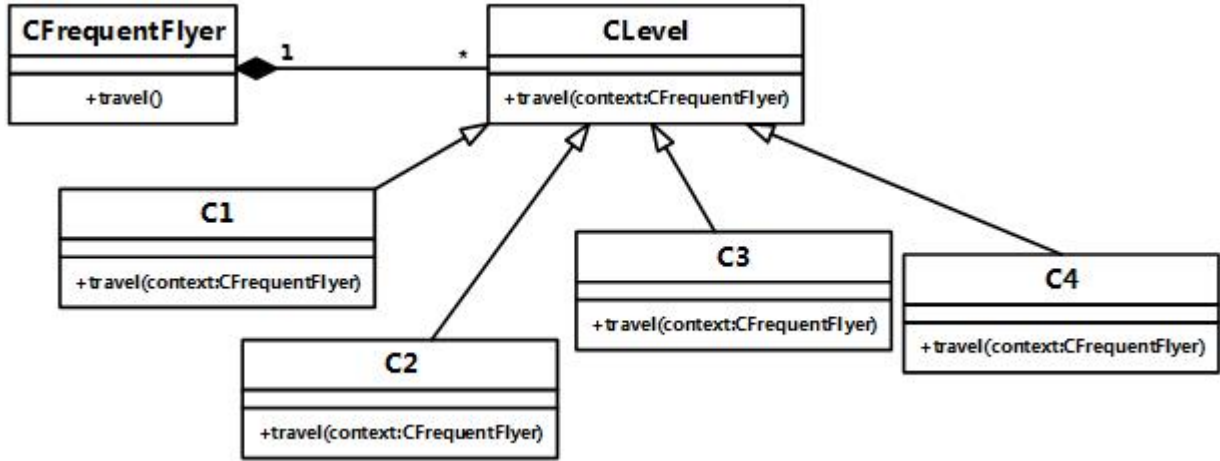 CFrequentFlyer
+travel()
1
*
CLevel
+travel(context:CFrequentFlyer)
C1
+travel(context:CFrequentFlyer)
C2
+travel(context:CFrequentFlyer)
C3
+travel(context:CFrequentFlyer)
C4
+travel(context:CFrequentFlyer)